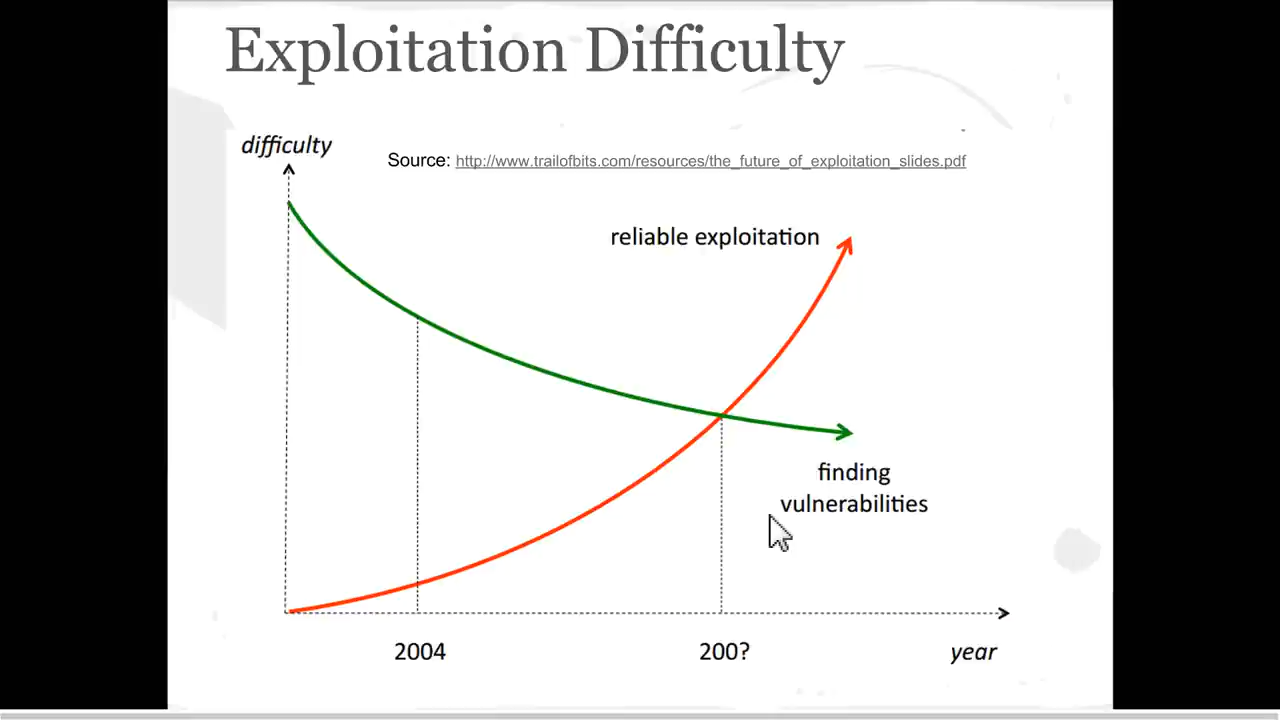 Exploitation Difficulty
difficulty
Source: http://www.trailofbits.com/resources/the_future_of_exploitation_slides.pdf
reliable exploitation
finding
vulnerabilities
2004
200?
year